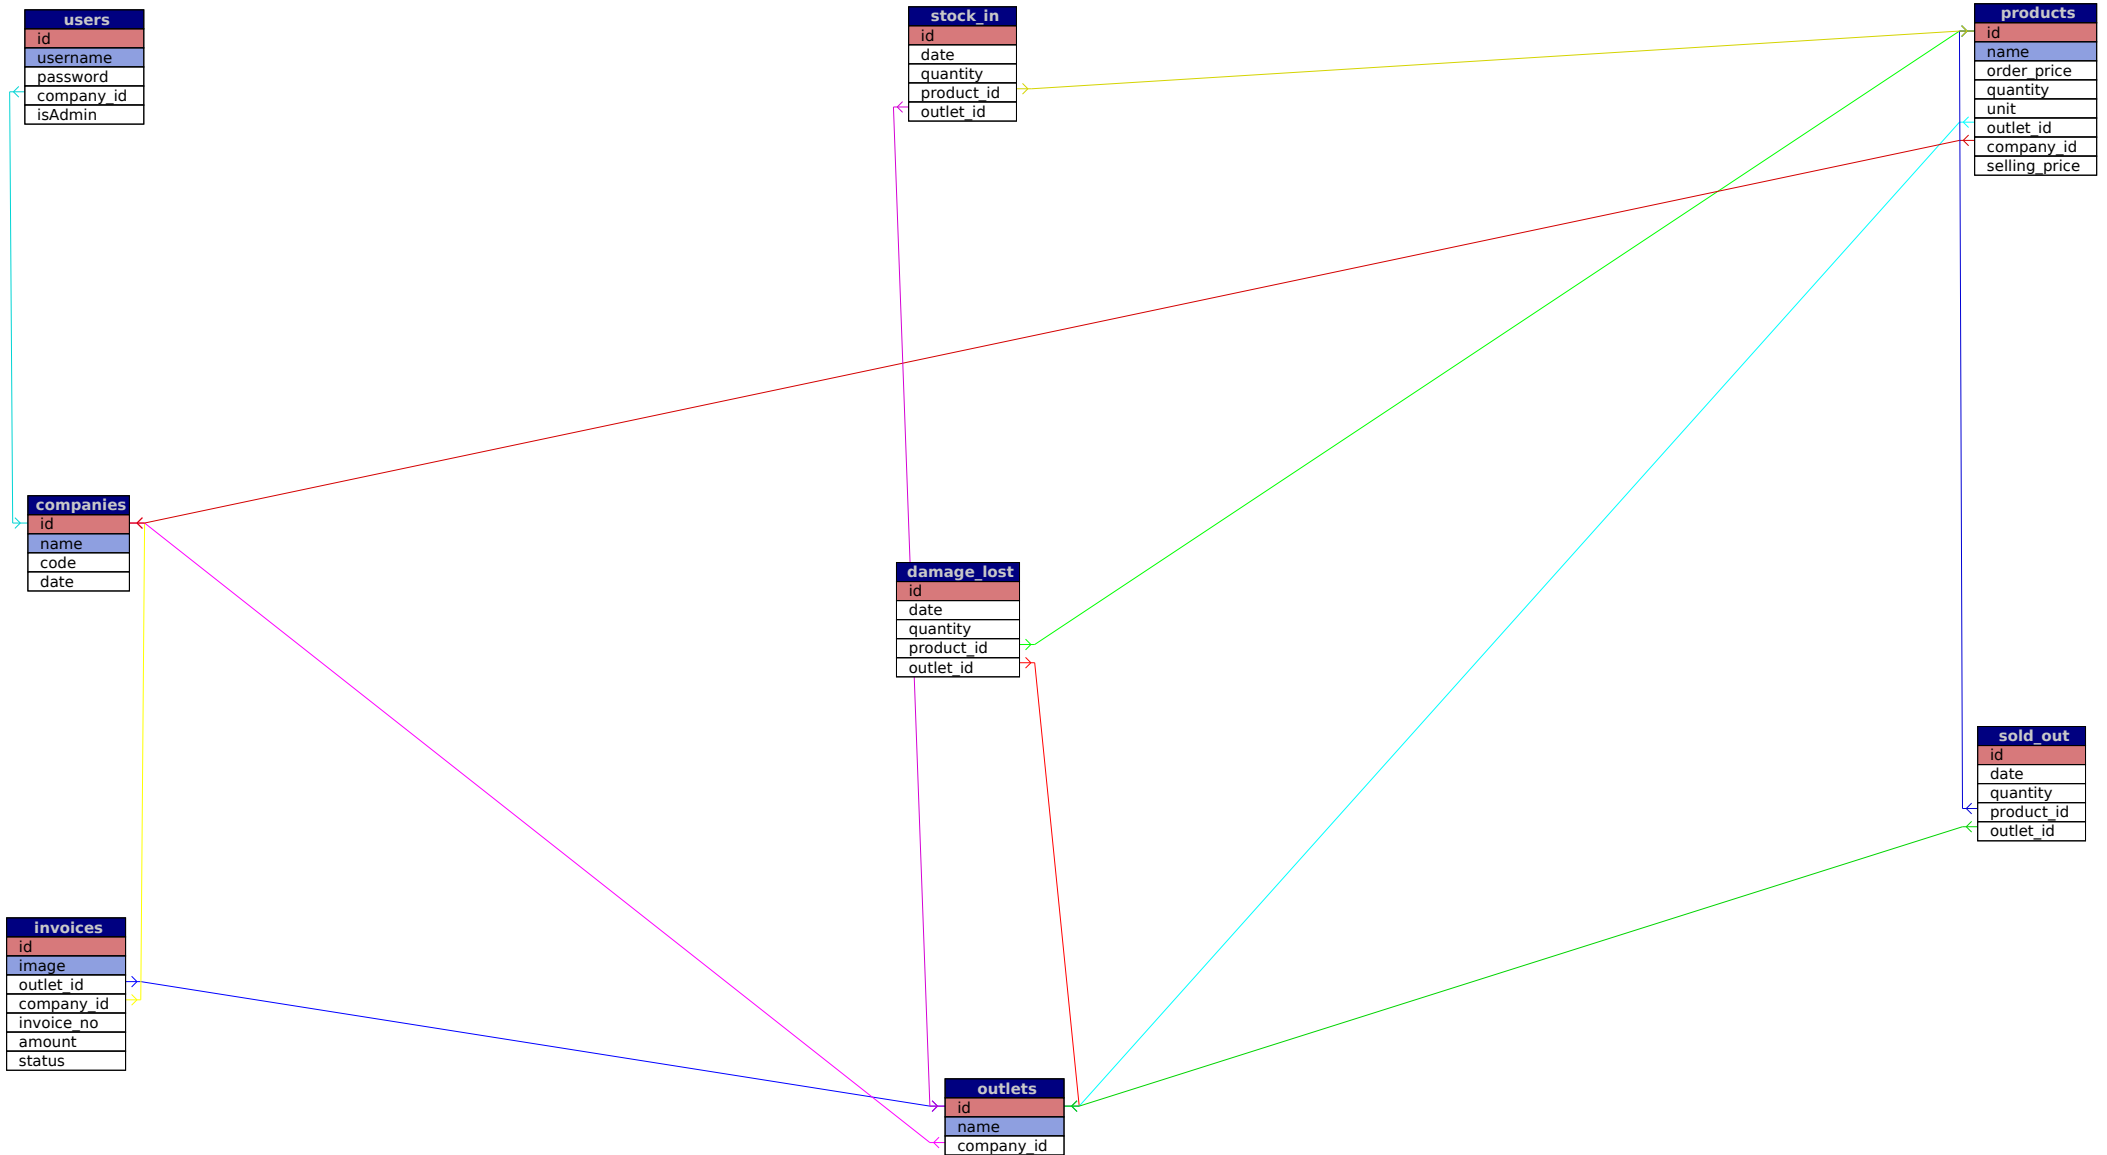 users
id
username
password
company_id
isAdmin
stock_in
id
date
quantity
product_id
outlet_id
products
id
name
order_price
quantity
unit
outlet_id
company_id
selling_price
companies
id
name
code
date
damage_lost
id
date
quantity
product_id
outlet_id
sold_out
id
date
quantity
product_id
outlet_id
invoices
id
image
outlet_id
company_id
invoice_no
amount
status
outlets
id
name
company_id